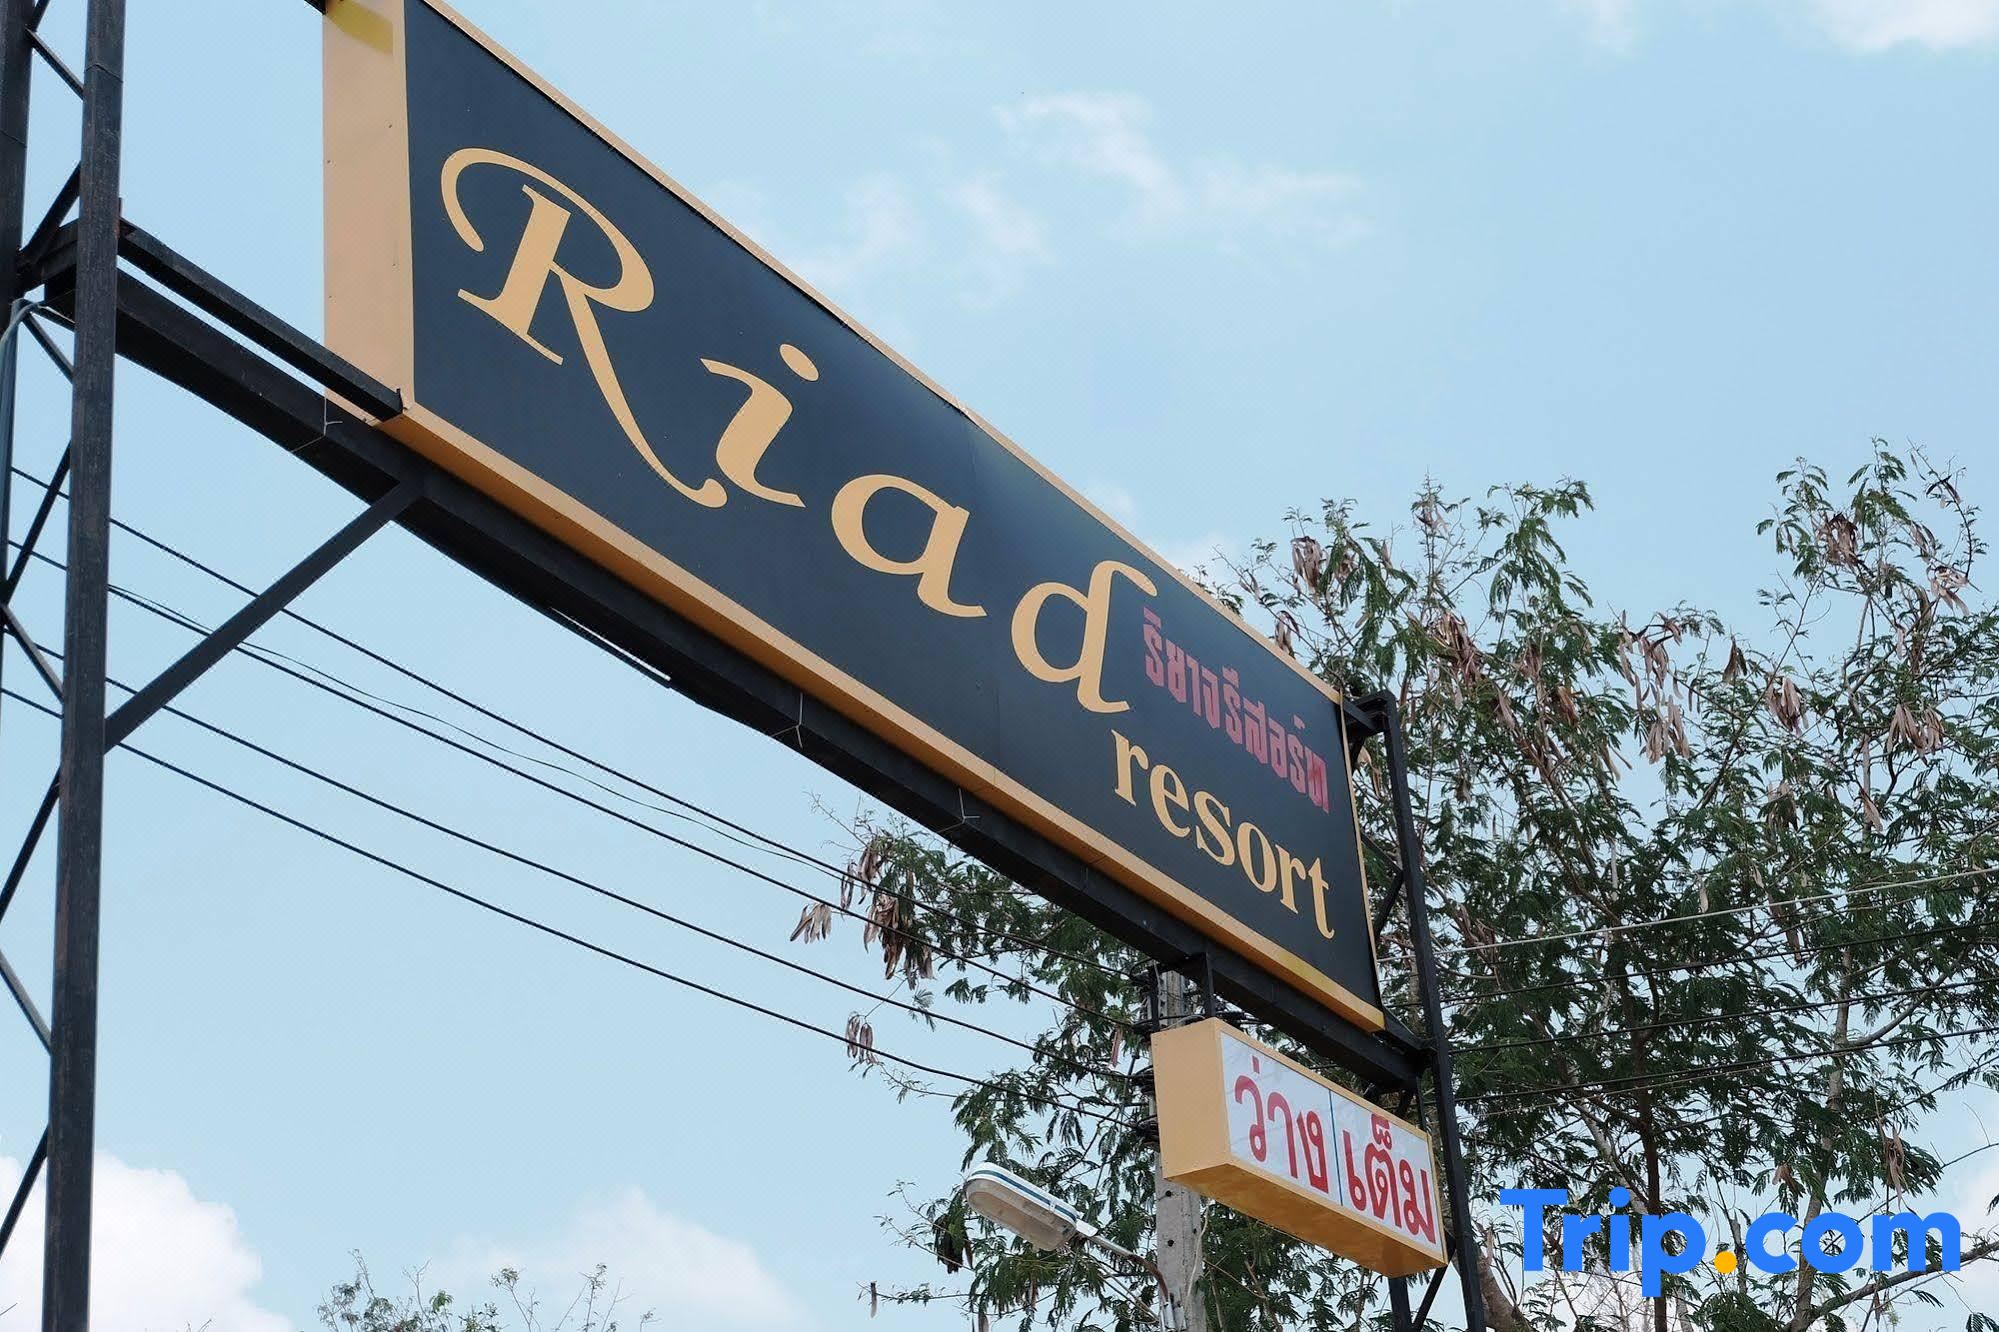 Riad
ริยาจรีสอร์ท
resort
ว่าง เต็ม
Trip.com